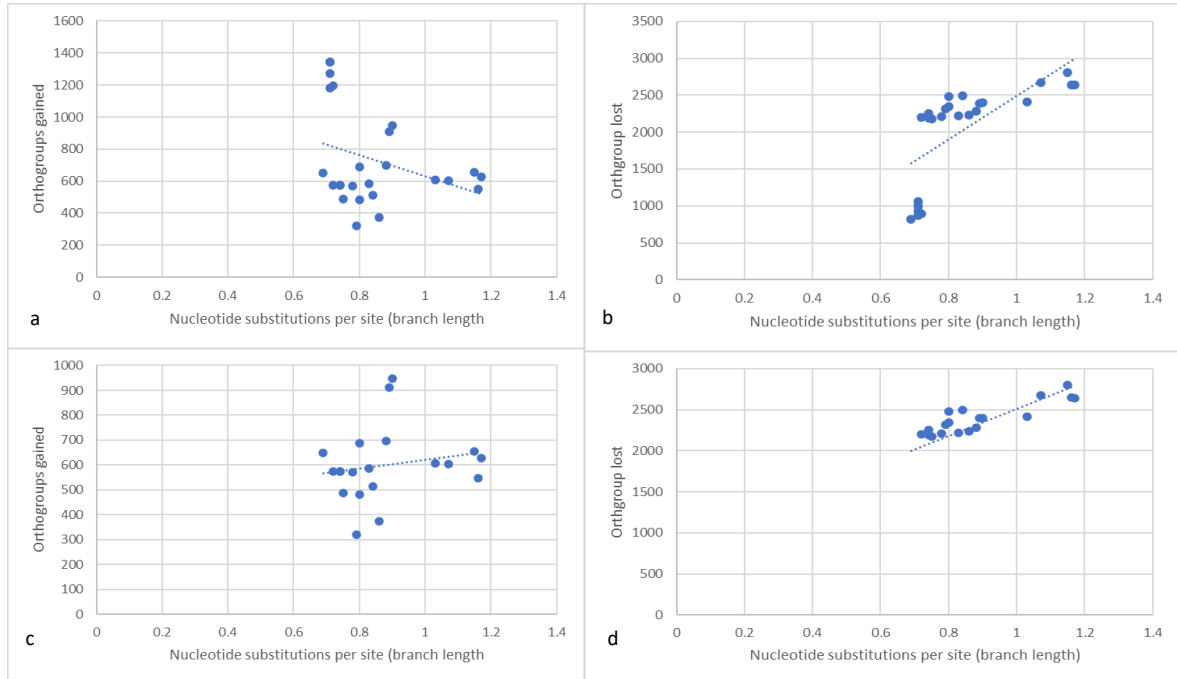 Orthogroups gained
1600
1400
1200
1000
800
600
400
200
0
0 0.2 0.4 0.6 0.8 1 1.2 1.4
a
Nucleotide substitutions per site (branch length
Orthgroup lost
3500
3000
2500
2000
1500
1000
500
0
0 0.2 0.4 0.6 0.8 1 1.2 1.4
b
Nucleotide substitutions per site (branch length)
Orthogroups gained
1000
900
800
700
600
500
400
300
200
100
0
0 0.2 0.4 0.6 0.8 1 1.2 1.4
c
Nucleotide substitutions per site (branch length
Orthgroup lost
3000
2500
2000
1500
1000
500
0
0 0.2 0.4 0.6 0.8 1 1.2 1.4
d
Nucleotide substitutions per site (branch length)